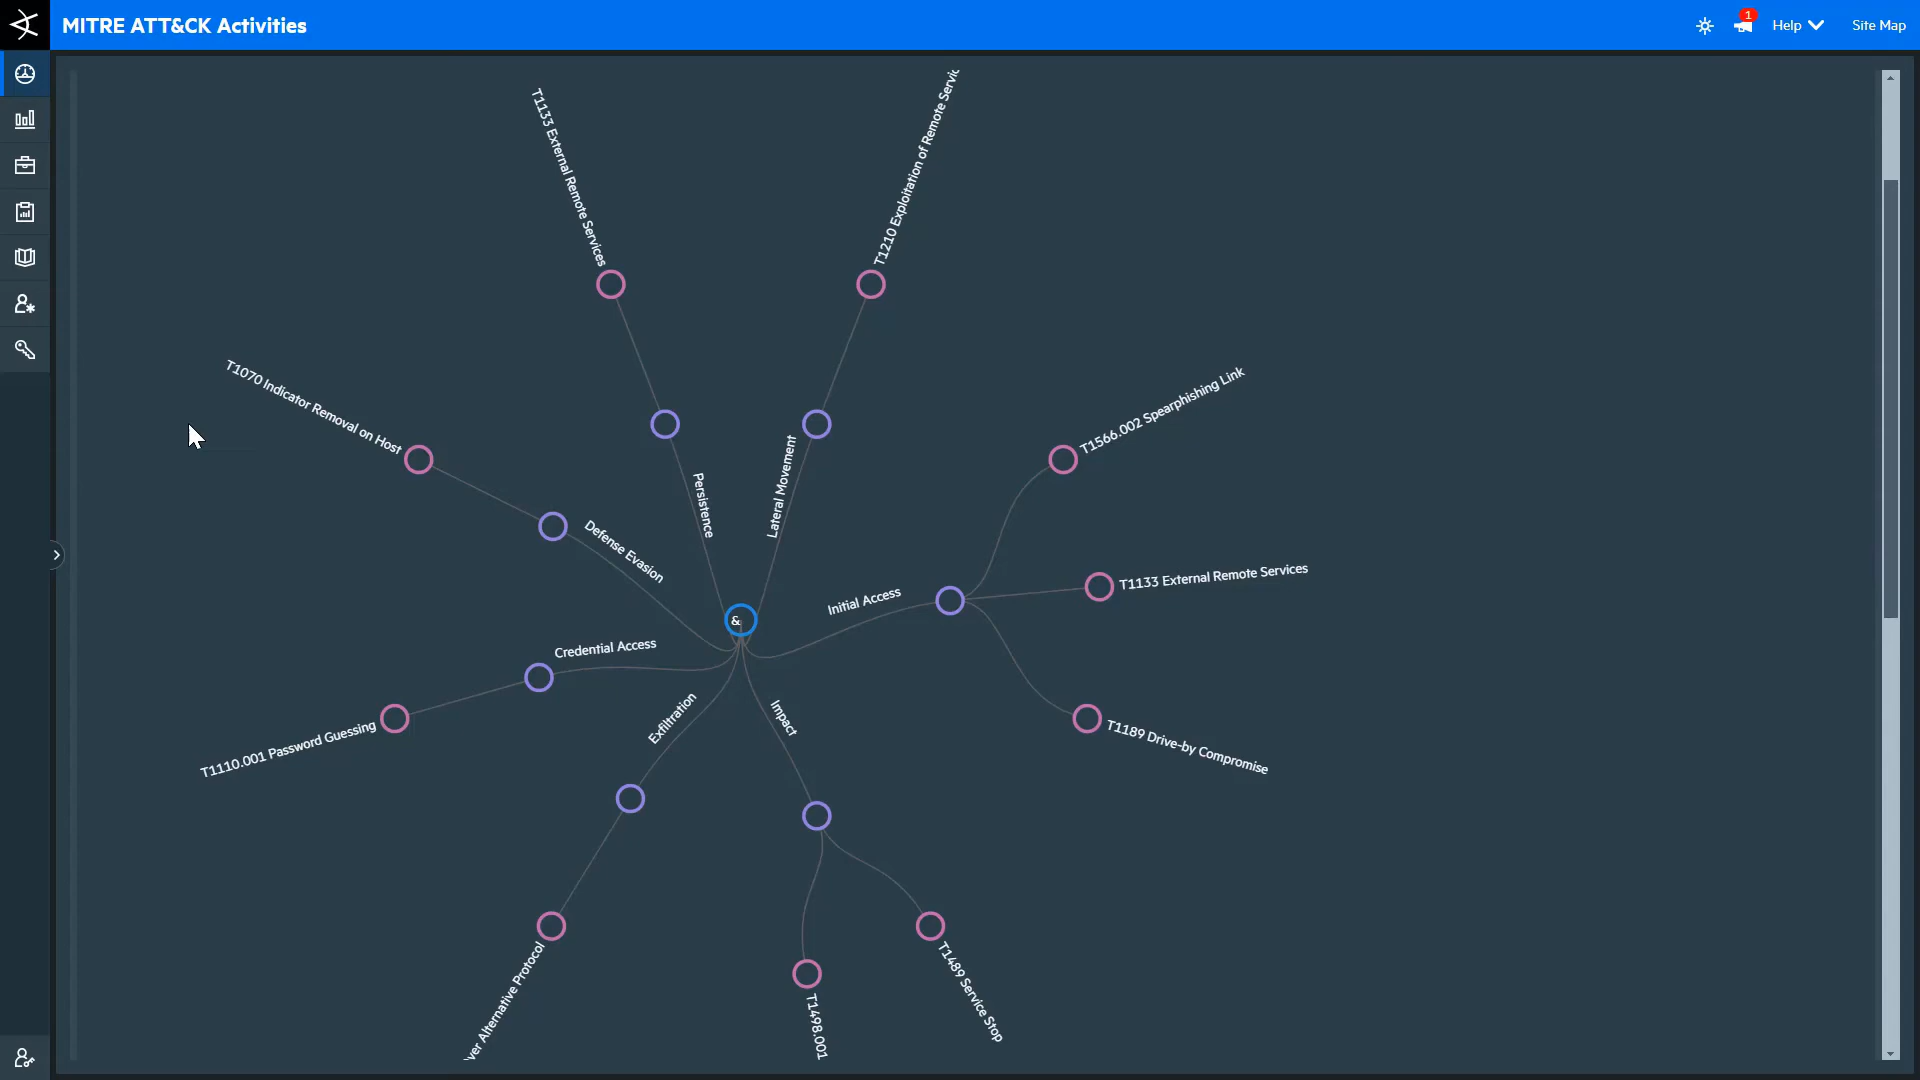 MITRE ATT&CK Activities
1
Help
Site Map
T1133 External Remote Services
T1210 Exploitation of Remote
T1070 Indicator Removal on Host
T1566.002 Spearphishing Link
Persistence
Lateral Movement
Defense Evasion
T1133 External Remote Services
Initial Access
&
Credential Access
T1110.001 Password Guessing
Exfiltration
Impact
T1189 Drive-by Compromise
Alternative Protocol
T1498.001
T1489 Service Stop